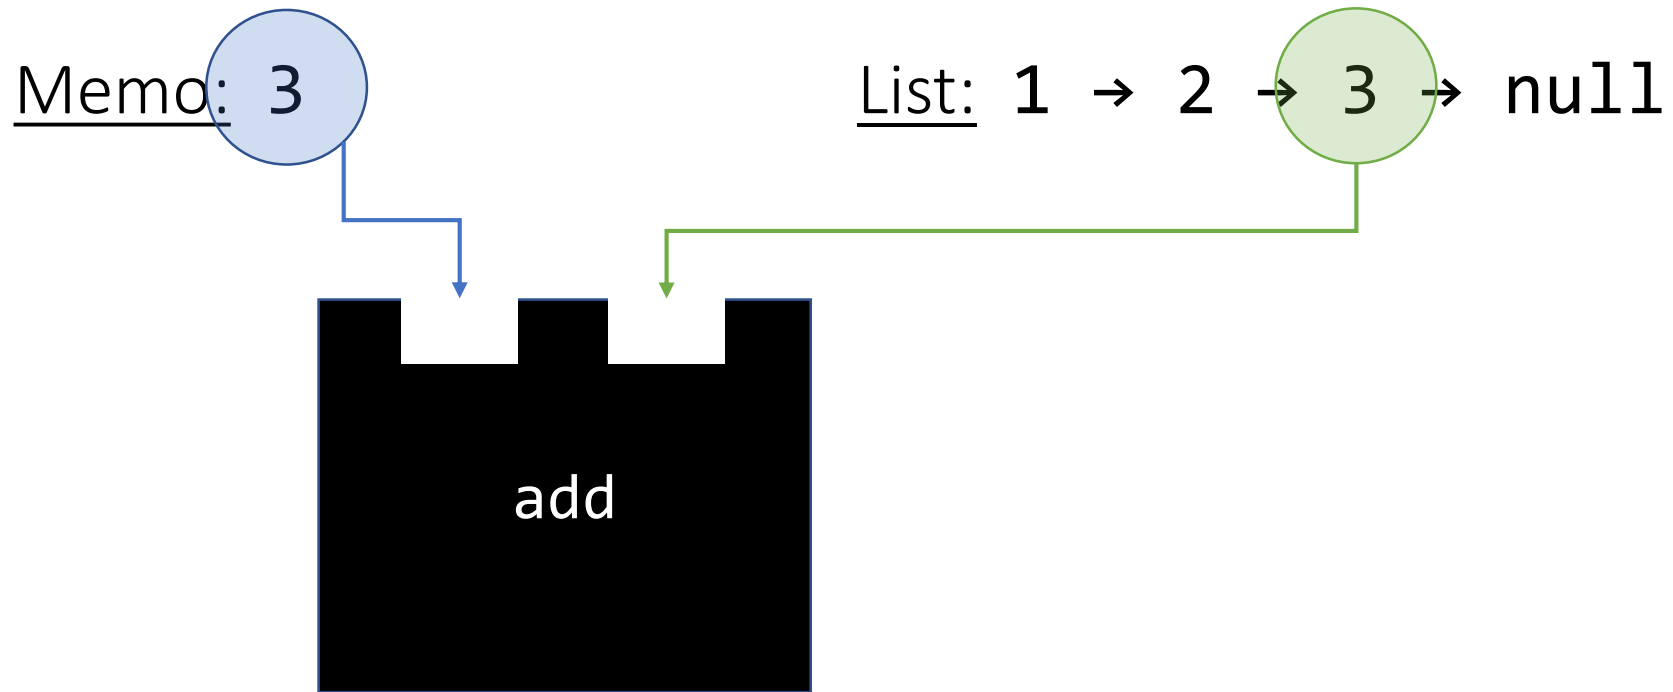 Memo: 3
List: 1 → 2 → 3 → null
add